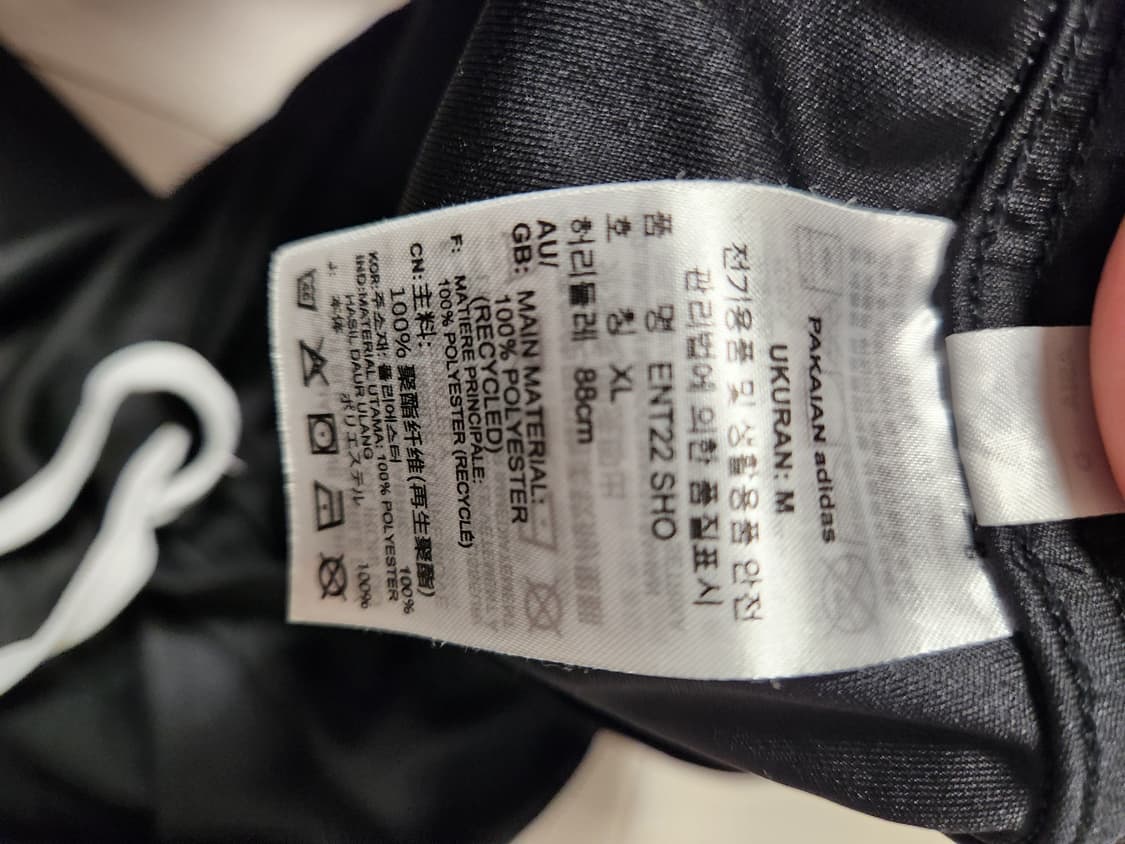 PAKAIAN adidas
UKURAN: M
전기용품 및 생활용품 안전
관리법에 의한 품질표시
품 명 ENT22 SHO
호 칭 XL
허리둘레 88cm
AU/
GB: MAIN MATERIAL:
100% POLYESTER
(RECYCLED)
F: MATIERE PRINCIPALE:
100% POLYESTER (RECYCLÉ)
CN: 主料:
100% 聚酯纤维(再生聚酯)
KOR: 주소재: 폴리에스터 100%
IND: MATERIAL UTAMA: 100% POLYESTER
HASIL DAUR ULANG
J: 本体
ポリエステル 100%